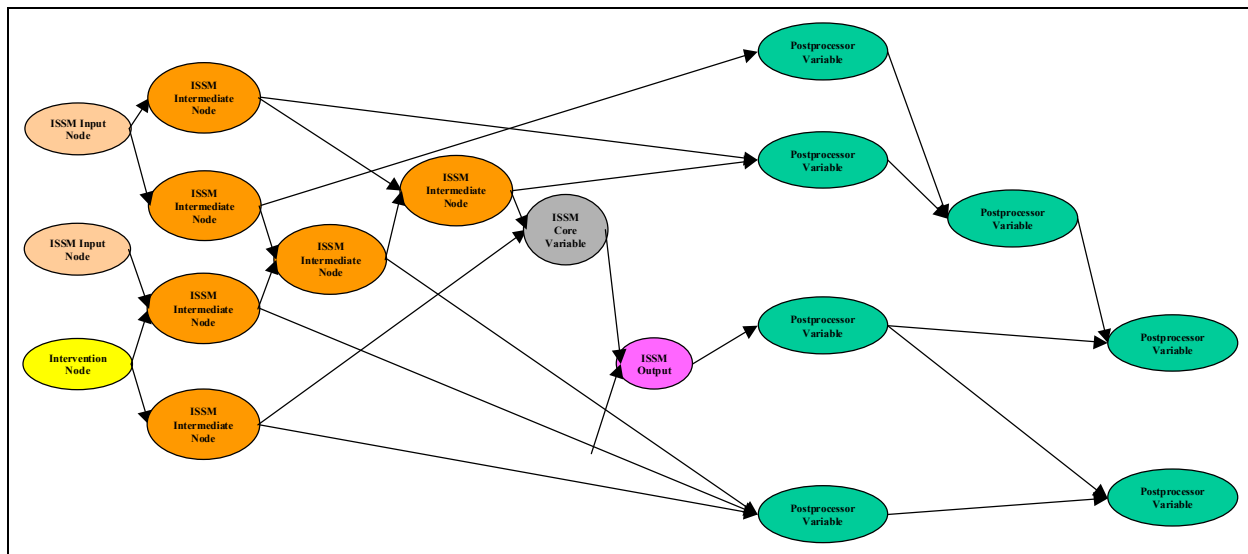 Postprocessor
Variable
ISSM
Intermediate
Node
ISSM Input
Node
Postprocessor
Variable
ISSM
Intermediate
Node
ISSM
Intermediate
Node
ISSM
Core
Variable
Postprocessor
Variable
ISSM Input
Node
ISSM
Intermediate
Node
ISSM
Intermediate
Node
Postprocessor
Variable
Postprocessor
Variable
Intervention
Node
ISSM
Output
ISSM
Intermediate
Node
Postprocessor
Variable
Postprocessor
Variable